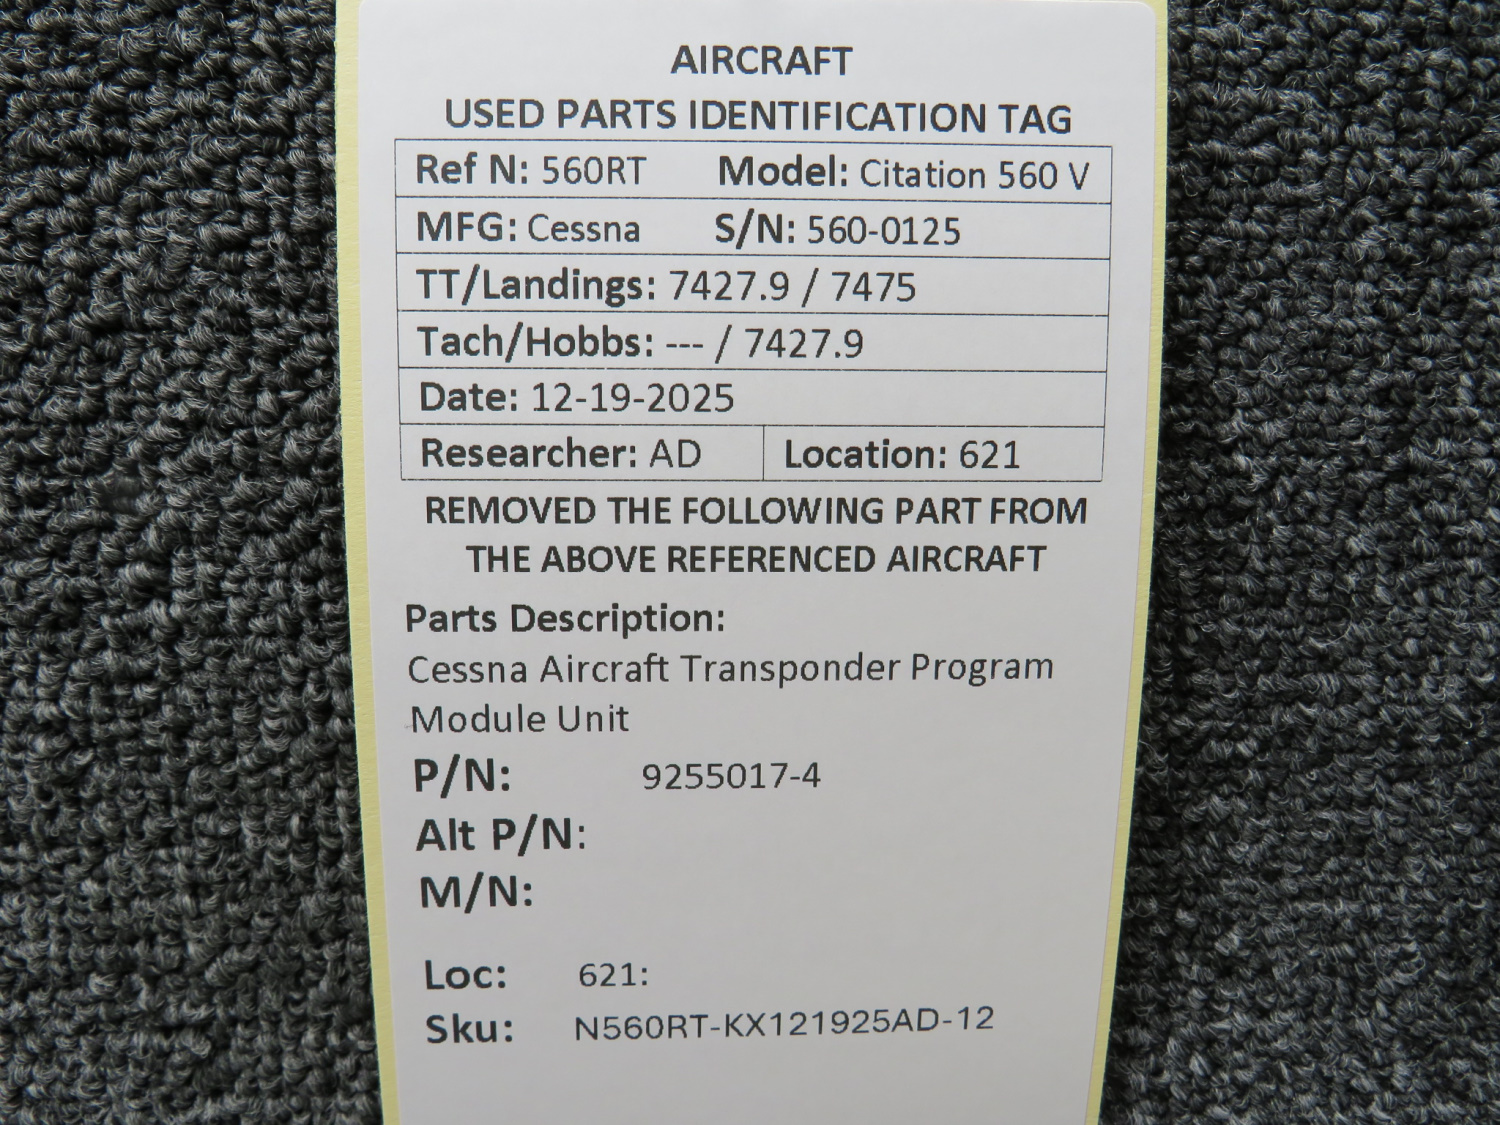 AIRCRAFT
USED PARTS IDENTIFICATION TAG
Ref N: 560RT Model: Citation 560 V
MFG: Cessna S/N: 560-0125
TT/Landings: 7427.9 / 7475
Tach/Hobbs: --- / 7427.9
Date: 12-19-2025
Researcher: AD Location: 621
REMOVED THE FOLLOWING PART FROM
THE ABOVE REFERENCED AIRCRAFT
Parts Description:
Cessna Aircraft Transponder Program
Module Unit
P/N: 9255017-4
Alt P/N:
M/N:
Loc: 621:
Sku: N560RT-KX121925AD-12